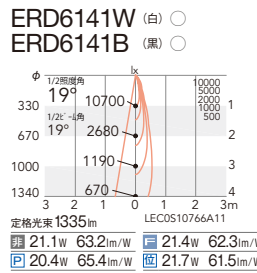 ERD6141W (白) ○
ERD6141B (黒) ○
φ lx
1/2照度角
19°
1/2ビーム角
19°
10000
5000
2000
1000
500
330 10700 1
670 2680 2
1000 1190 3
1340 670 4
3 2 1 0 1 2 3m
定格光束1335lm LEC0S10766A11
非 21.1W 63.2lm/W
21.4W 62.3lm/W
P 20.4W 65.4lm/W
位 21.7W 61.5lm/W